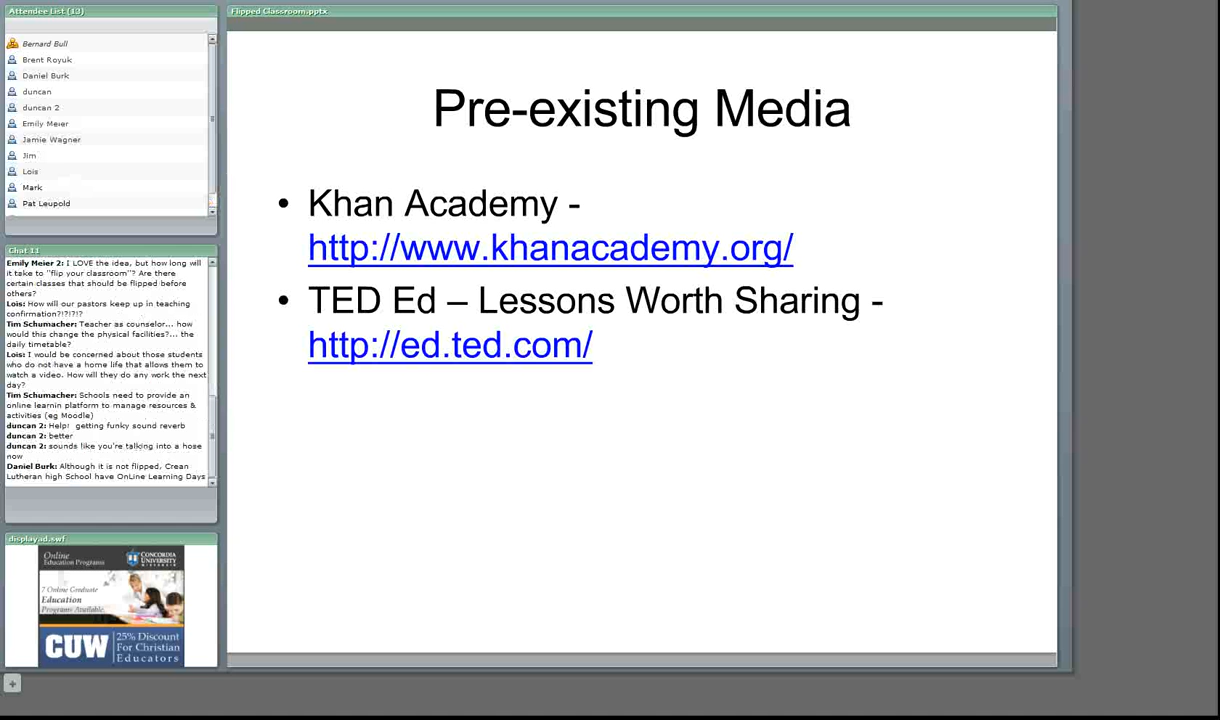 Attendee List (13)
Bernard Bull
Brent Royuk
Daniel Burk
duncan
duncan 2
Emily Meier
Jamie Wagner
Jim
Lois
Mark
Pat Leupold
Chat 11
Emily Meier 2: I LOVE the idea, but how long will
it take to "flip your classroom"? Are there
certain classes that should be flipped before
others?
Lois: How will our pastors keep up in teaching
confirmation?!?!?!?
Tim Schumacher: Teacher as counselor... how
would this change the physical facilities?... the
daily timetable?
Lois: I would be concerned about those students
who do not have a home life that allows them to
watch a video. How will they do any work the next
day?
Tim Schumacher: Schools need to provide an
online learnin platform to manage resources &
activities (eg Moodle)
duncan 2: Help! getting funky sound reverb
duncan 2: better
duncan 2: sounds like you're talking into a hose
now
Daniel Burk: Although it is not flipped, Crean
Lutheran high School have OnLine Learning Days
displayad.swf
Online
Education Programs
CONCORDIA
UNIVERSITY
7 Online Graduate
Education
Programs Available.
CUW
25% Discount
For Christian
Educators
Flipped Classroom.pptx
Pre-existing Media
• Khan Academy -
http://www.khanacademy.org/
• TED Ed – Lessons Worth Sharing -
http://ed.ted.com/